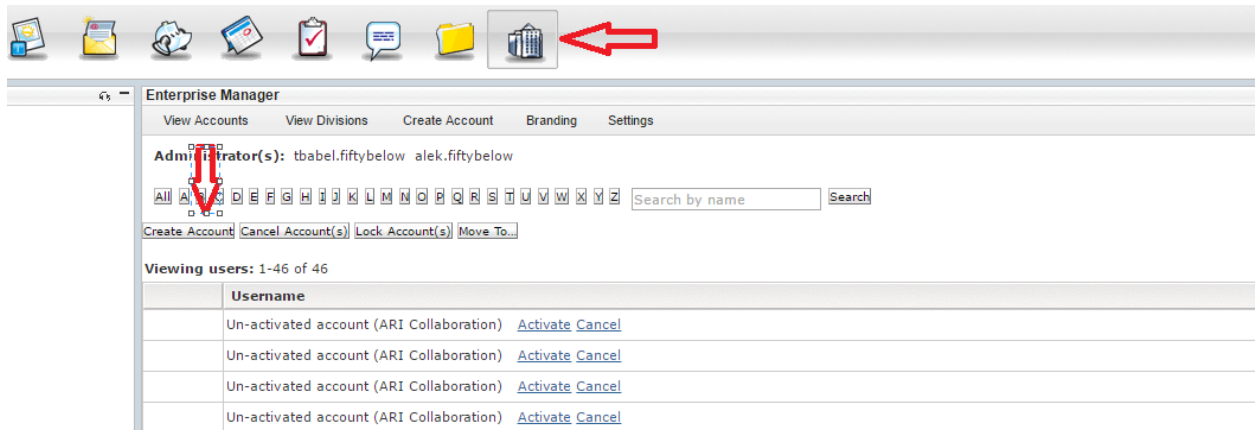 Enterprise Manager
View Accounts View Divisions Create Account Branding Settings
Administrator(s): tbabel.fiftybelow alek.fiftybelow
All A B C D E F G H I J K L M N O P Q R S T U V W X Y Z Search by name Search
Create Account Cancel Account(s) Lock Account(s) Move To...
Viewing users: 1-46 of 46
Username
Un-activated account (ARI Collaboration) Activate Cancel
Un-activated account (ARI Collaboration) Activate Cancel
Un-activated account (ARI Collaboration) Activate Cancel
Un-activated account (ARI Collaboration) Activate Cancel